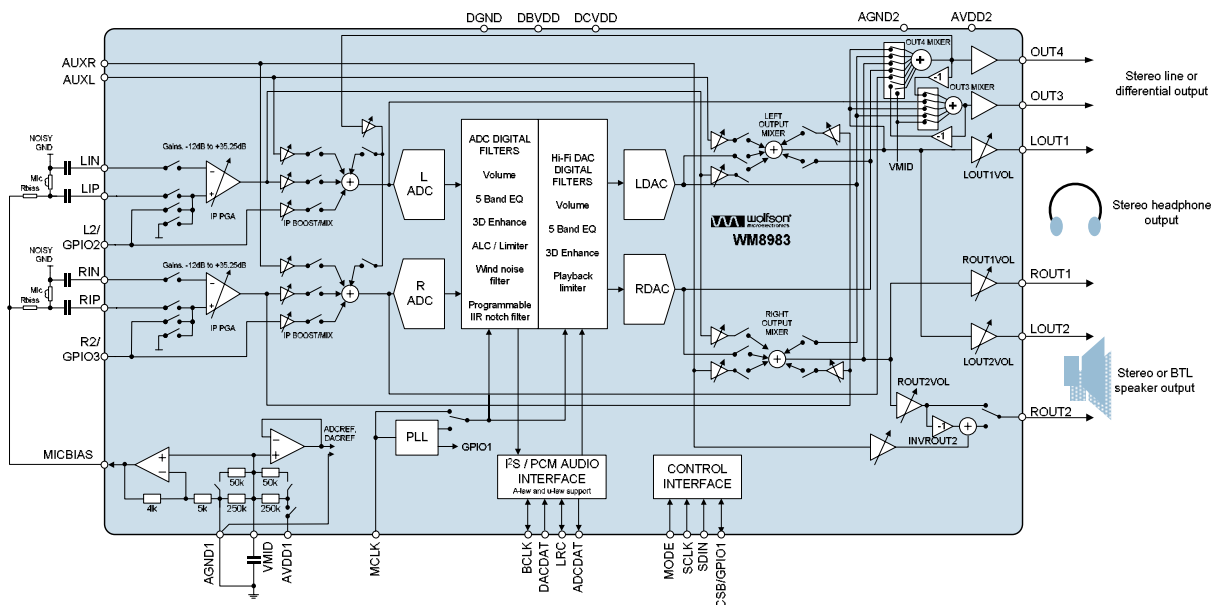 DGND
DBVDD
DCVDD
AGND2
AVDD2
AUXR
AUXL
OUT4 MIXER
OUT4
-1
OUT3 MIXER
OUT3
-1
Stereo line or
differential output
NOISY
GND
Mic
Rbias
LIN
LIP
L2/
GPIO2
Gains. -12dB to +35.25dB
IP PGA
IP BOOST/MIX
L
ADC
ADC DIGITAL
FILTERS
Volume
5 Band EQ
3D Enhance
ALC / Limiter
Wind noise
filter
Programmable
IIR notch filter
Hi-Fi DAC
DIGITAL
FILTERS
Volume
5 Band EQ
3D Enhance
Playback
limiter
LDAC
LEFT
OUTPUT
MIXER
VMID
LOUT1
LOUT1VOL
wolfson
microelectronics
WM8983
Stereo headphone
output
NOISY
GND
Mic
Rbias
RIN
RIP
R2/
GPIO3
Gains. -12dB to +35.25dB
IP PGA
IP BOOST/MIX
R
ADC
RDAC
RIGHT
OUTPUT
MIXER
ROUT1VOL
ROUT1
LOUT2
LOUT2VOL
ROUT2VOL
-1
INVROUT2
ROUT2
Stereo or BTL
speaker output
MICBIAS
ADCREF,
DACREF
50k
50k
4k
5k
250k
250k
PLL
GPIO1
I²S / PCM AUDIO
INTERFACE
A-law and u-law support
CONTROL
INTERFACE
AGND1
VMID
AVDD1
MCLK
BCLK
DACDAT
LRC
ADCDAT
MODE
SCLK
SDIN
CSB/GPIO1